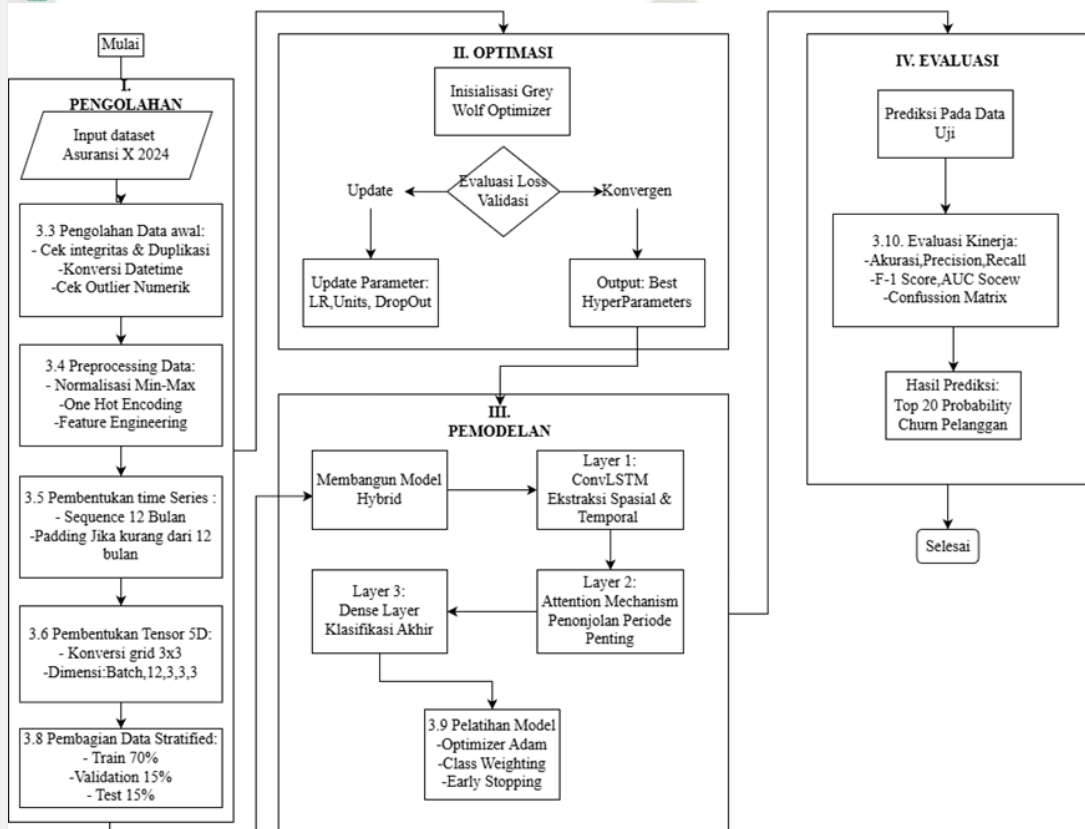 Mulai
I.
PENGOLAHAN
Input dataset
Asuransi X 2024
3.3 Pengolahan Data awal:
- Cek integritas & Duplikasi
-Konversi Datetime
-Cek Outlier Numerik
3.4 Preprocessing Data:
- Normalisasi Min-Max
-One Hot Encoding
-Feature Engineering
3.5 Pembentukan time Series :
- Sequence 12 Bulan
-Padding Jika kurang dari 12
bulan
3.6 Pembentukan Tensor 5D:
- Konversi grid 3x3
-Dimensi:Batch,12,3,3,3
3.8 Pembagian Data Stratified:
- Train 70%
-Validation 15%
- Test 15%
II. OPTIMASI
Inisialisasi Grey
Wolf Optimizer
Evaluasi Loss
Validasi
Update
Konvergen
Update Parameter:
LR,Units, DropOut
Output: Best
HyperParameters
III.
PEMODELAN
Membangun Model
Hybrid
Layer 1:
ConvLSTM
Ekstraksi Spasial &
Temporal
Layer 2:
Attention Mechanism
Penonjolan Periode
Penting
Layer 3:
Dense Layer
Klasifikasi Akhir
3.9 Pelatihan Model
-Optimizer Adam
-Class Weighting
-Early Stopping
IV. EVALUASI
Prediksi Pada Data
Uji
3.10. Evaluasi Kinerja:
-Akurasi,Precision,Recall
-F-1 Score,AUC Socew
-Confussion Matrix
Hasil Prediksi:
Top 20 Probability
Churn Pelanggan
Selesai